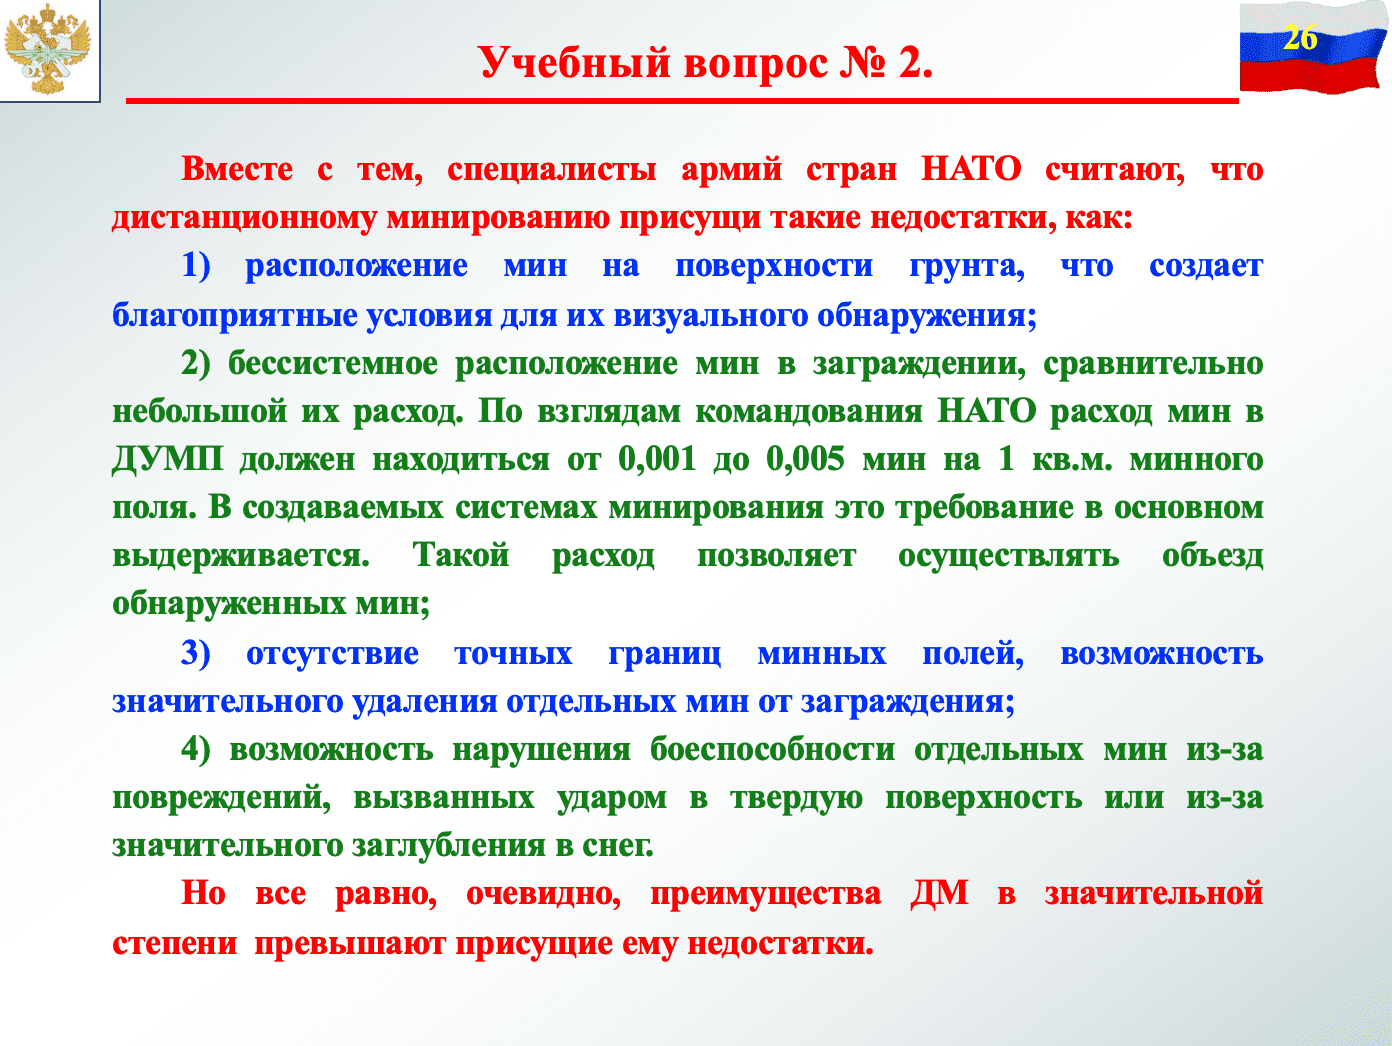 26
Учебный вопрос № 2.
Вместе с тем, специалисты армий стран НАТО считают, что
дистанционному минированию присущи такие недостатки, как:
1) расположение мин на поверхности грунта, что создает
благоприятные условия для их визуального обнаружения;
2) бессистемное расположение мин в заграждении, сравнительно
небольшой их расход. По взглядам командования НАТО расход мин в
ДУМП должен находиться от 0,001 до 0,005 мин на 1 кв.м. минного
поля. В создаваемых системах минирования это требование в основном
выдерживается. Такой расход позволяет осуществлять объезд
обнаруженных мин;
3) отсутствие точных границ минных полей, возможность
значительного удаления отдельных мин от заграждения;
4) возможность нарушения боеспособности отдельных мин из-за
повреждений, вызванных ударом в твердую поверхность или из-за
значительного заглубления в снег.
Но все равно, очевидно, преимущества ДМ в значительной
степени превышают присущие ему недостатки.